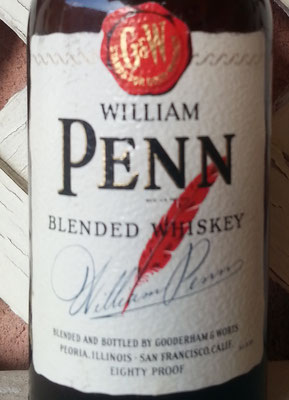 G&W
WILLIAM
PENN
BLENDED WHISKEY
William Penn
BLENDED AND BOTTLED BY GOODERHAM & WORTS
PEORIA, ILLINOIS - SAN FRANCISCO, CALIF.
EIGHTY PROOF